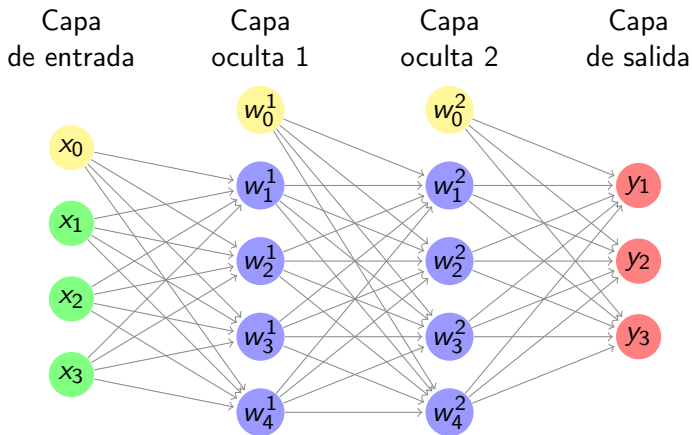 Capa de entrada
Capa oculta 1
Capa oculta 2
Capa de salida
x_0
x_1
x_2
x_3
w_0^1
w_1^1
w_2^1
w_3^1
w_4^1
w_0^2
w_1^2
w_2^2
w_3^2
w_4^2
y_1
y_2
y_3